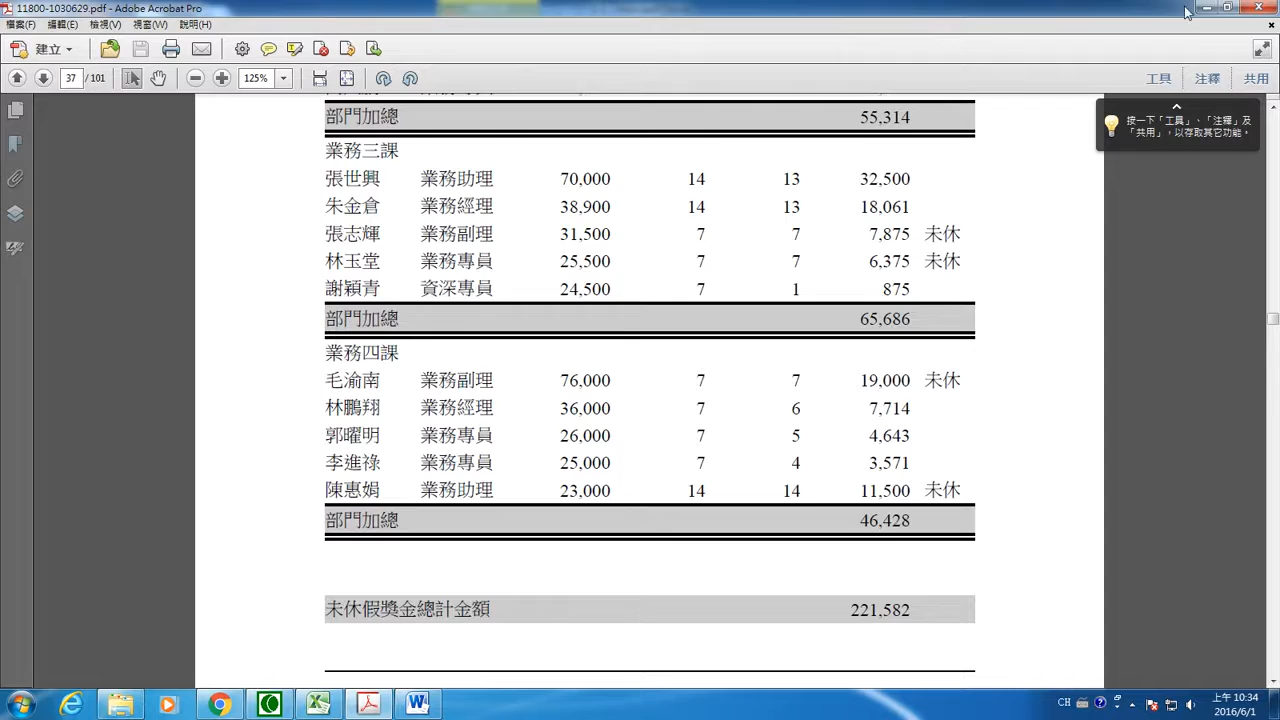 11800-1030629.pdf - Adobe Acrobat Pro
檔案(F) 編輯(E) 檢視(V) 視窗(W) 說明(H)
建立
37 / 101 125% 工具 注釋 共用
按一下「工具」、「注釋」及
「共用」，以存取其它功能。
部門加總 55,314
業務三課
張世興 業務助理 70,000 14 13 32,500
朱金倉 業務經理 38,900 14 13 18,061
張志輝 業務副理 31,500 7 7 7,875 未休
林玉堂 業務專員 25,500 7 7 6,375 未休
謝穎青 資深專員 24,500 7 1 875
部門加總 65,686
業務四課
毛渝南 業務副理 76,000 7 7 19,000 未休
林鵬翔 業務經理 36,000 7 6 7,714
郭曜明 業務專員 26,000 7 5 4,643
李進祿 業務專員 25,000 7 4 3,571
陳惠娟 業務助理 23,000 14 14 11,500 未休
部門加總 46,428
未休假獎金總計金額 221,582
CH 上午 10:34
2016/6/1